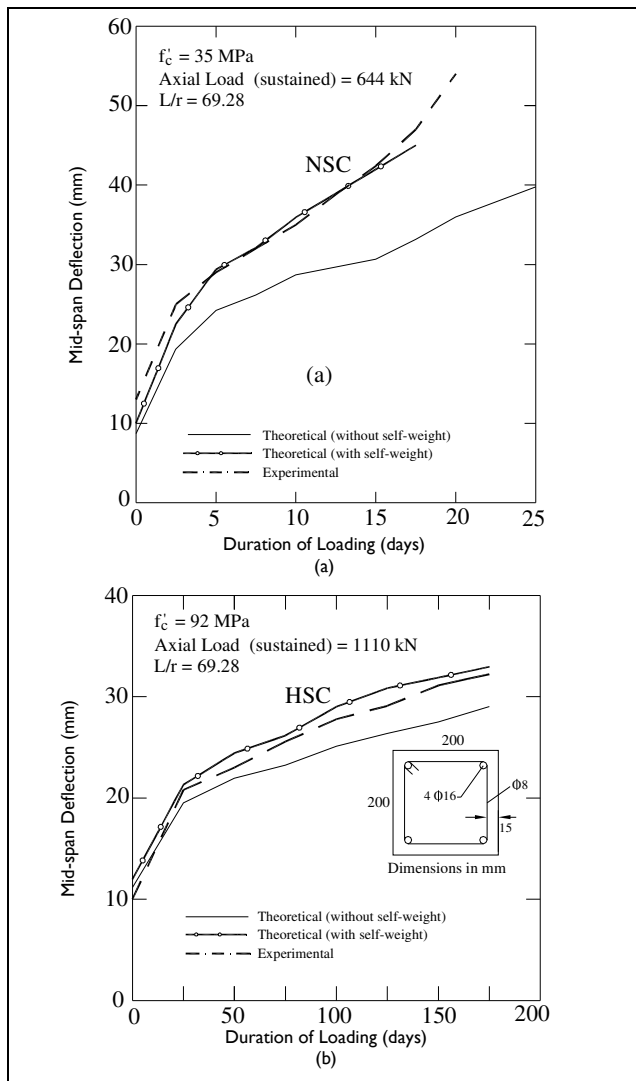 60
f'c = 35 MPa
Axial Load (sustained) = 644 kN
L/r = 69.28
50
NSC
40
Mid-span Deflection (mm)
30
20
(a)
10
Theoretical (without self-weight)
Theoretical (with self-weight)
Experimental
0
0 5 10 15 20 25
Duration of Loading (days)
(a)
40
f'c = 92 MPa
Axial Load (sustained) = 1110 kN
L/r = 69.28
HSC
30
Mid-span Deflection (mm)
200
200
4 Φ16
Φ8
15
20
Dimensions in mm
10
Theoretical (without self-weight)
Theoretical (with self-weight)
Experimental
0
0 50 100 150 200
Duration of Loading (days)
(b)